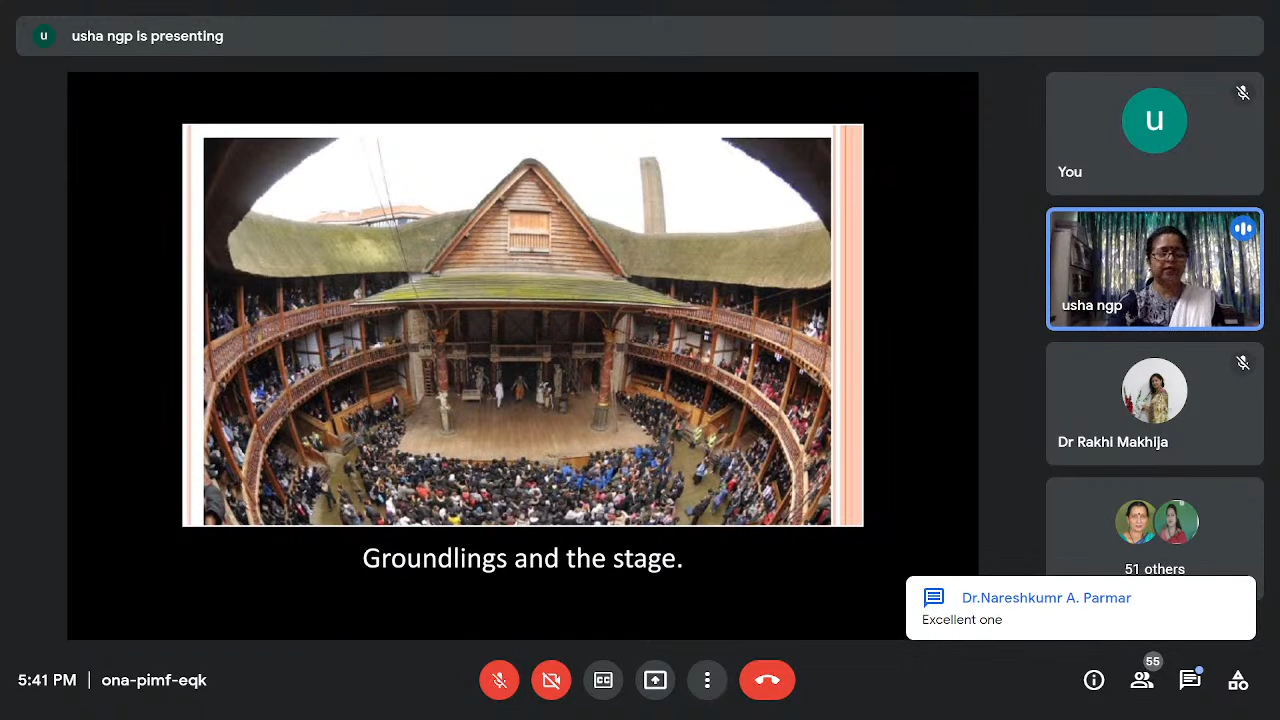 u
usha ngp is presenting
Groundlings and the stage.
u
You
usha ngp
Dr Rakhi Makhija
51 others
Dr.Nareshkumr A. Parmar
Excellent one
5:41 PM | ona-pimf-eqk
55